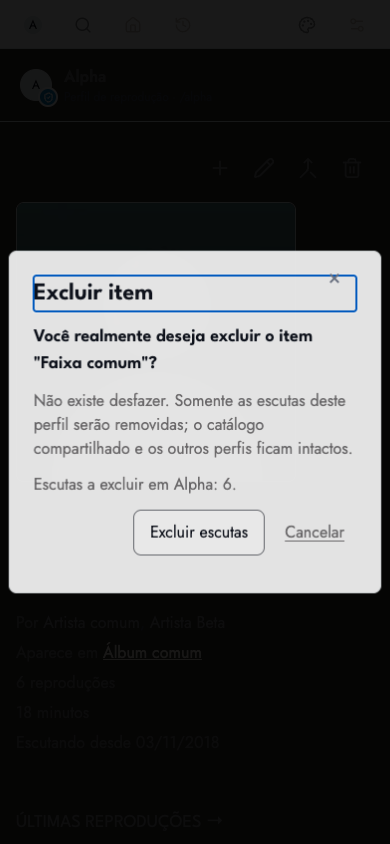 A
A
Alpha
×
Excluir item
Você realmente deseja excluir o item
"Faixa comum"?
Não existe desfazer. Somente as escutas deste
perfil serão removidas; o catálogo
compartilhado e os outros perfis ficam intactos.
Escutas a excluir em Alpha: 6.
Excluir escutas
Cancelar
Por Artista comum, Artista Beta
Aparece em Álbum comum
6 reproduções
18 minutos
Escutando desde 03/11/2018
ÚLTIMAS REPRODUÇÕES →